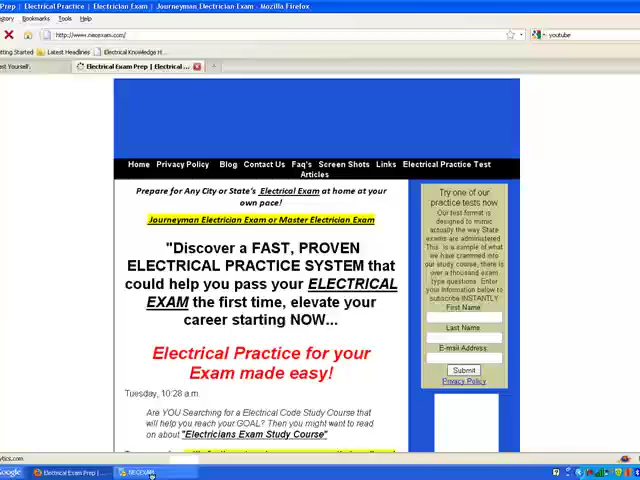 Prep | Electrical Practice | Electrician Exam | Journeyman Electrician Exam - Mozilla Firefox
History Bookmarks Tools Help
http://www.neoexam.com/
youtube
Getting Started Latest Headlines Electrical Knowledge H...
est Yourself. Electrical Exam Prep | Electrical ...
Home Privacy Policy Blog Contact Us Faq's Screen Shots Links Electrical Practice Test
Articles
Prepare for Any City or State's Electrical Exam at home at your
own pace!
Journeyman Electrician Exam or Master Electrician Exam
"Discover a FAST, PROVEN
ELECTRICAL PRACTICE SYSTEM that
could help you pass your ELECTRICAL
EXAM the first time, elevate your
career starting NOW...
Electrical Practice for your
Exam made easy!
Tuesday, 10:28 a.m.
Are YOU Searching for a Electrical Code Study Course that
will help you reach your GOAL? Then you might want to read
on about "Electricians Exam Study Course"
Try one of our
practice tests now
Our test format is
designed to mimic
actually the way State
exams are administered
This is a sample of what
we have crammed into
our study course, there is
over a thousand exam
type questions. Enter
your Information below to
subscribe INSTANTLY
First Name
Last Name
E-mail Address:
Submit
Privacy Policy
ytics.com
Google Electrical Exam Prep | ... NEOEXAM